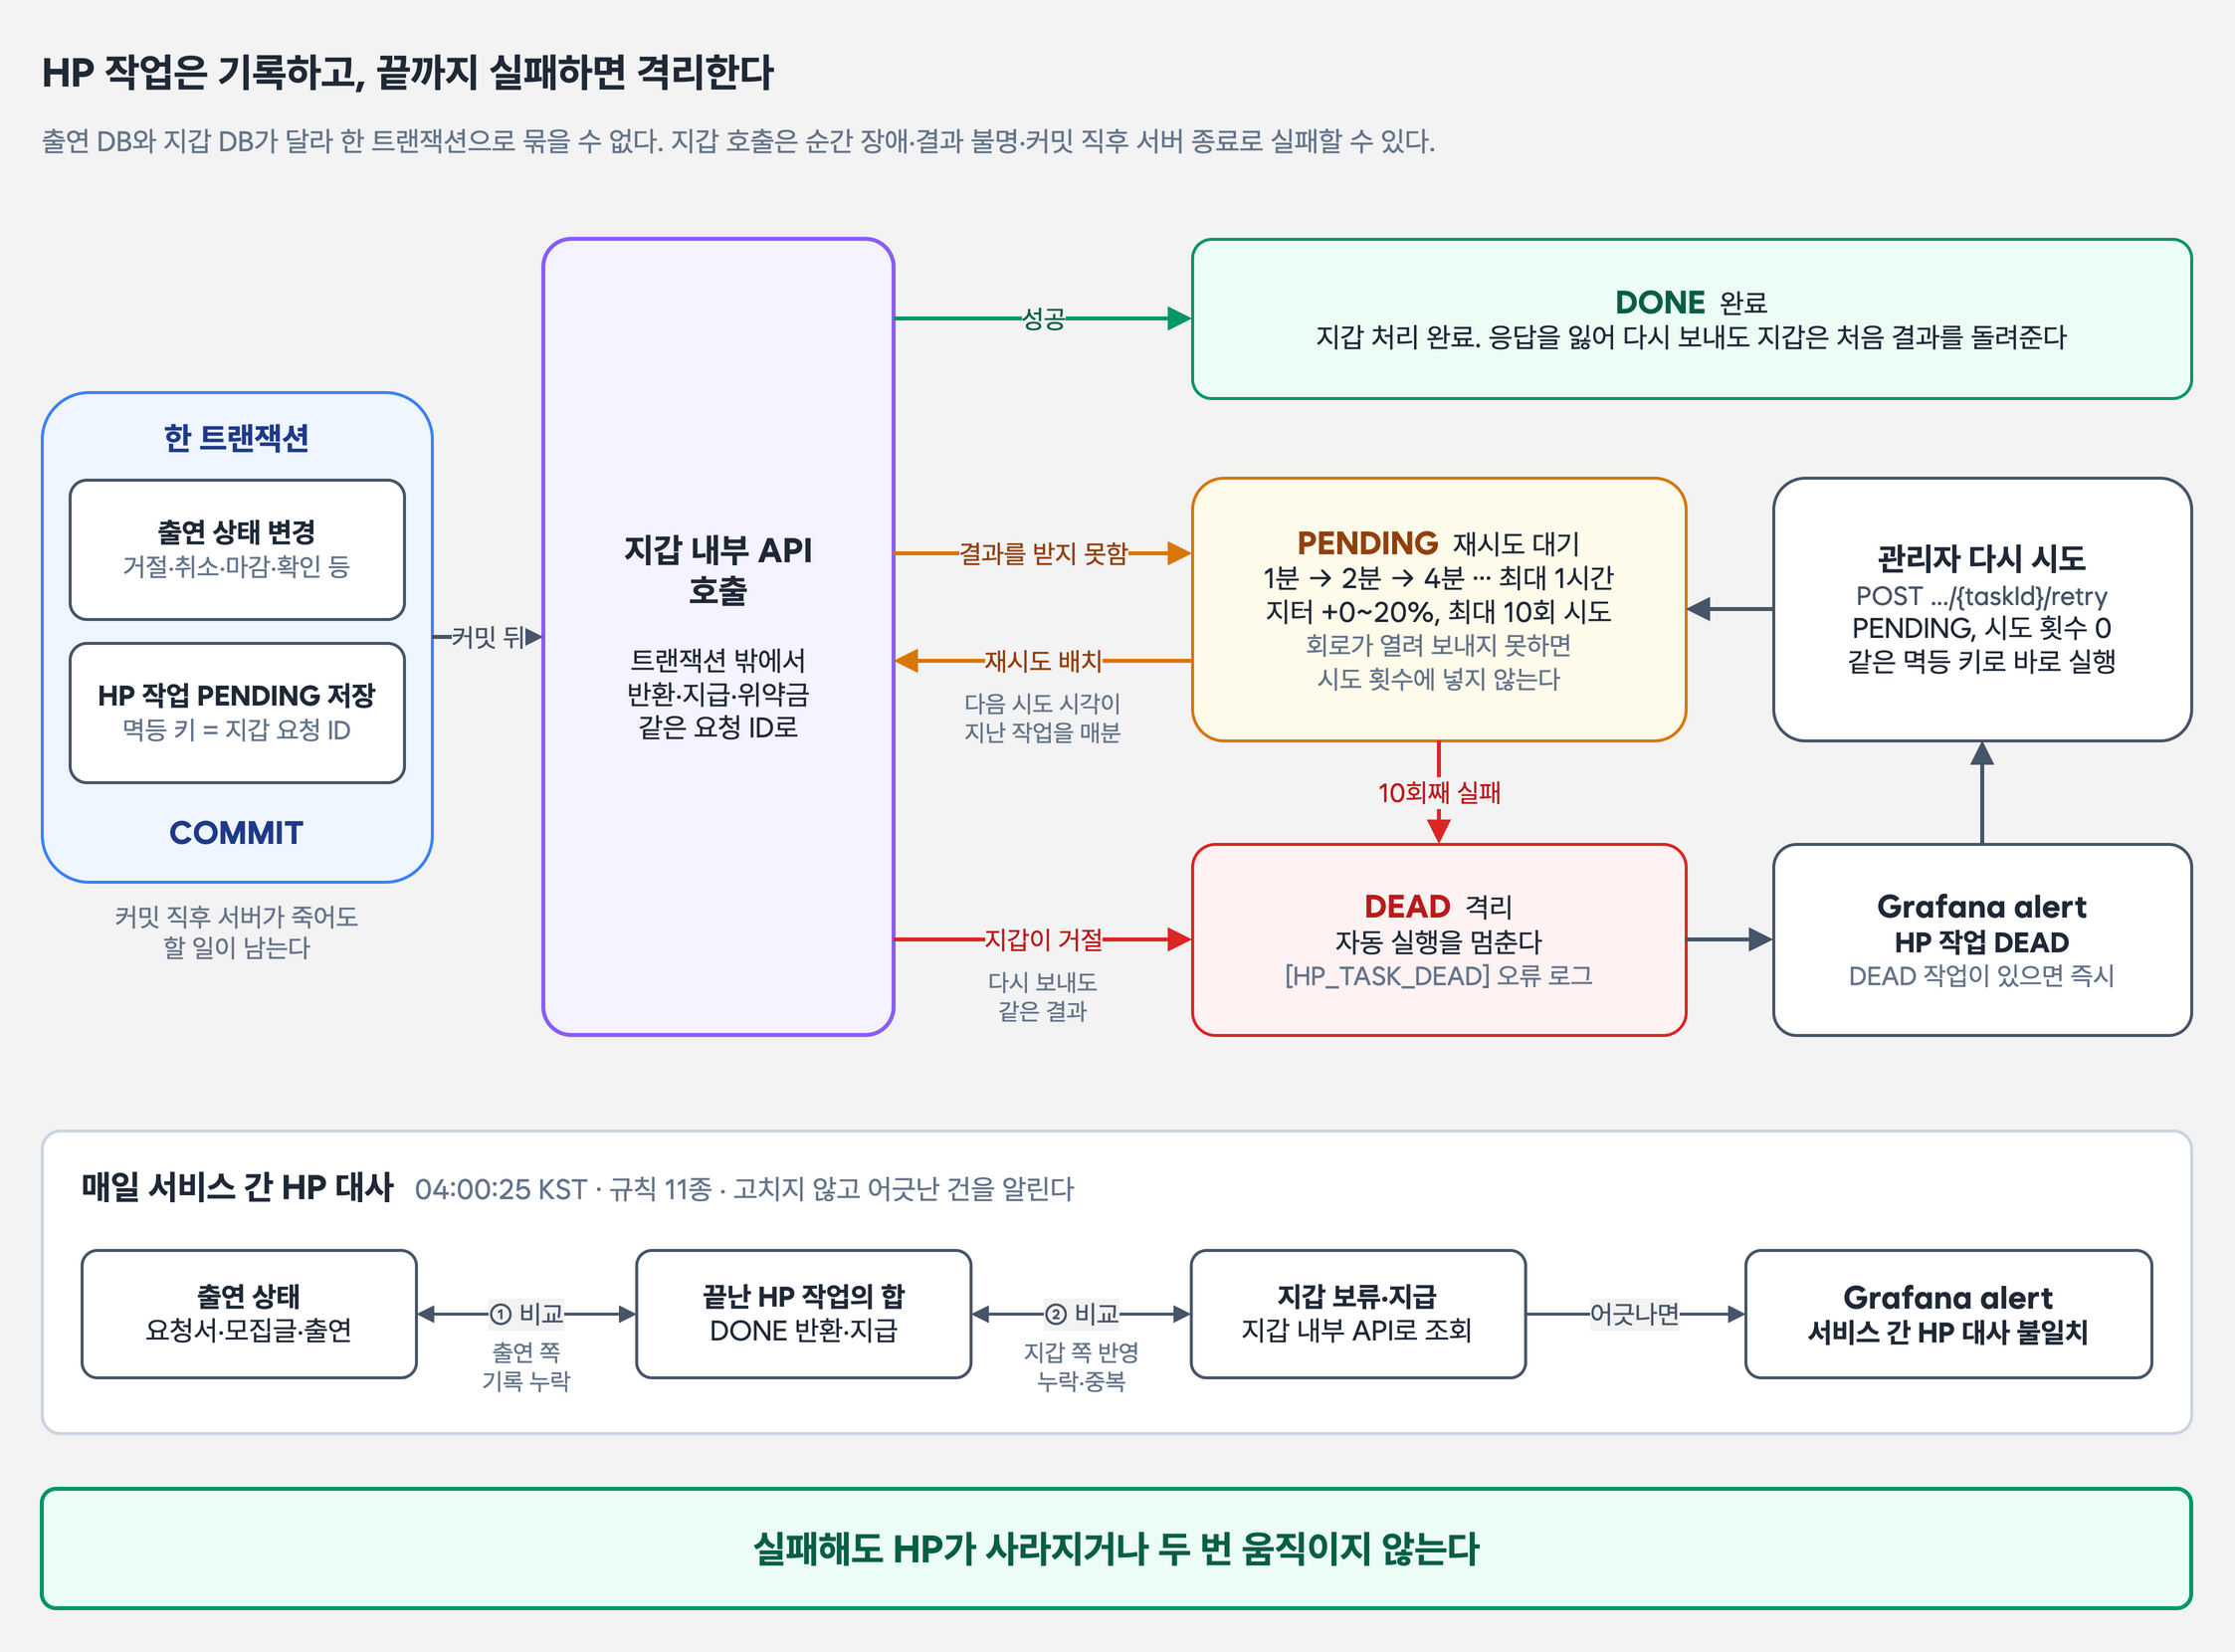 HP 작업은 기록하고, 끝까지 실패하면 격리한다
출연 DB와 지갑 DB가 달라 한 트랜잭션으로 묶을 수 없다. 지갑 호출은 순간 장애·결과 불명·커밋 직후 서버 종료로 실패할 수 있다.
한 트랜잭션
출연 상태 변경
거절·취소·마감·확인 등
HP 작업 PENDING 저장
멱등 키 = 지갑 요청 ID
COMMIT
커밋 직후 서버가 죽어도
할 일이 남는다
커밋 뒤
지갑 내부 API
호출
트랜잭션 밖에서
반환·지급·위약금
같은 요청 ID로
성공
DONE 완료
지갑 처리 완료. 응답을 잃어 다시 보내도 지갑은 처음 결과를 돌려준다
결과를 받지 못함
재시도 배치
다음 시도 시각이
지난 작업을 매분
PENDING 재시도 대기
1분 → 2분 → 4분 ··· 최대 1시간
지터 +0~20%, 최대 10회 시도
회로가 열려 보내지 못하면
시도 횟수에 넣지 않는다
관리자 다시 시도
POST .../{taskId}/retry
PENDING, 시도 횟수 0
같은 멱등 키로 바로 실행
10회째 실패
지갑이 거절
다시 보내도
같은 결과
DEAD 격리
자동 실행을 멈춘다
[HP_TASK_DEAD] 오류 로그
Grafana alert
HP 작업 DEAD
DEAD 작업이 있으면 즉시
매일 서비스 간 HP 대사 04:00:25 KST · 규칙 11종 · 고치지 않고 어긋난 건을 알린다
출연 상태
요청서·모집글·출연
① 비교
출연 쪽
기록 누락
끝난 HP 작업의 합
DONE 반환·지급
② 비교
지갑 쪽 반영
누락·중복
지갑 보류·지급
지갑 내부 API로 조회
어긋나면
Grafana alert
서비스 간 HP 대사 불일치
실패해도 HP가 사라지거나 두 번 움직이지 않는다